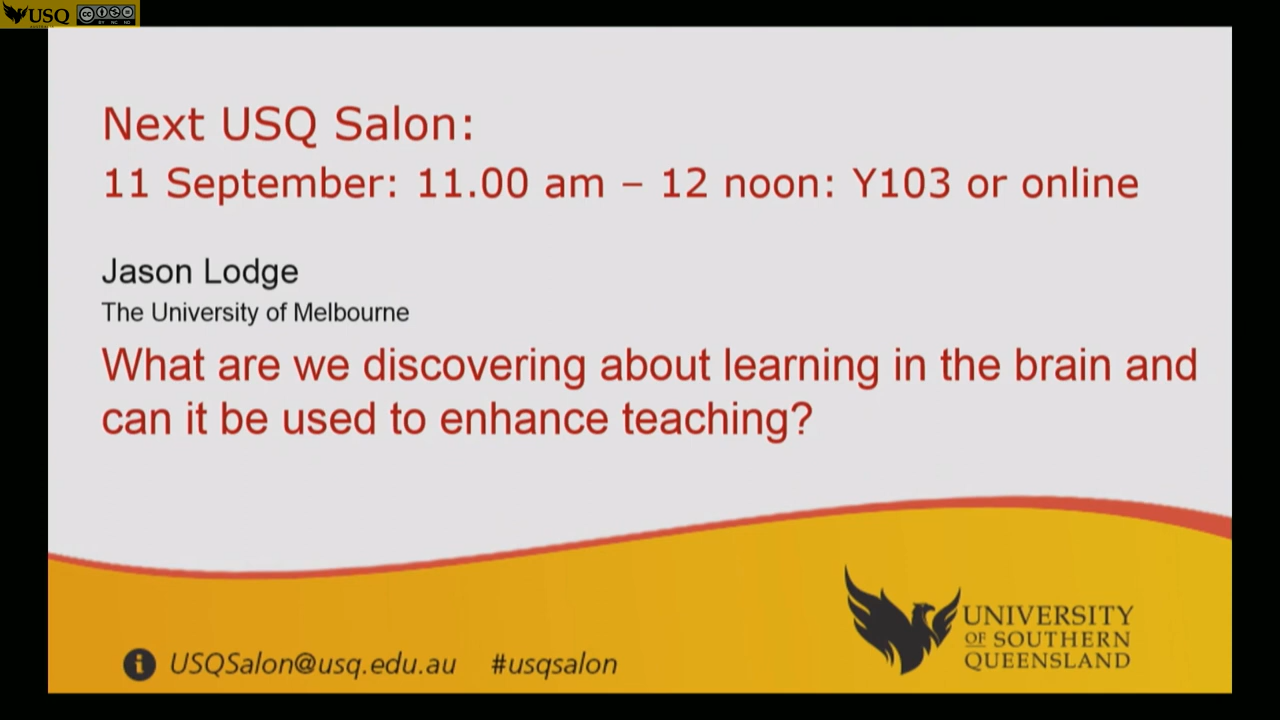 USQ
Next USQ Salon:
11 September: 11.00 am – 12 noon: Y103 or online
Jason Lodge
The University of Melbourne
What are we discovering about learning in the brain and
can it be used to enhance teaching?
UNIVERSITY
OF SOUTHERN
QUEENSLAND
i USQSalon@usq.edu.au #usqsalon